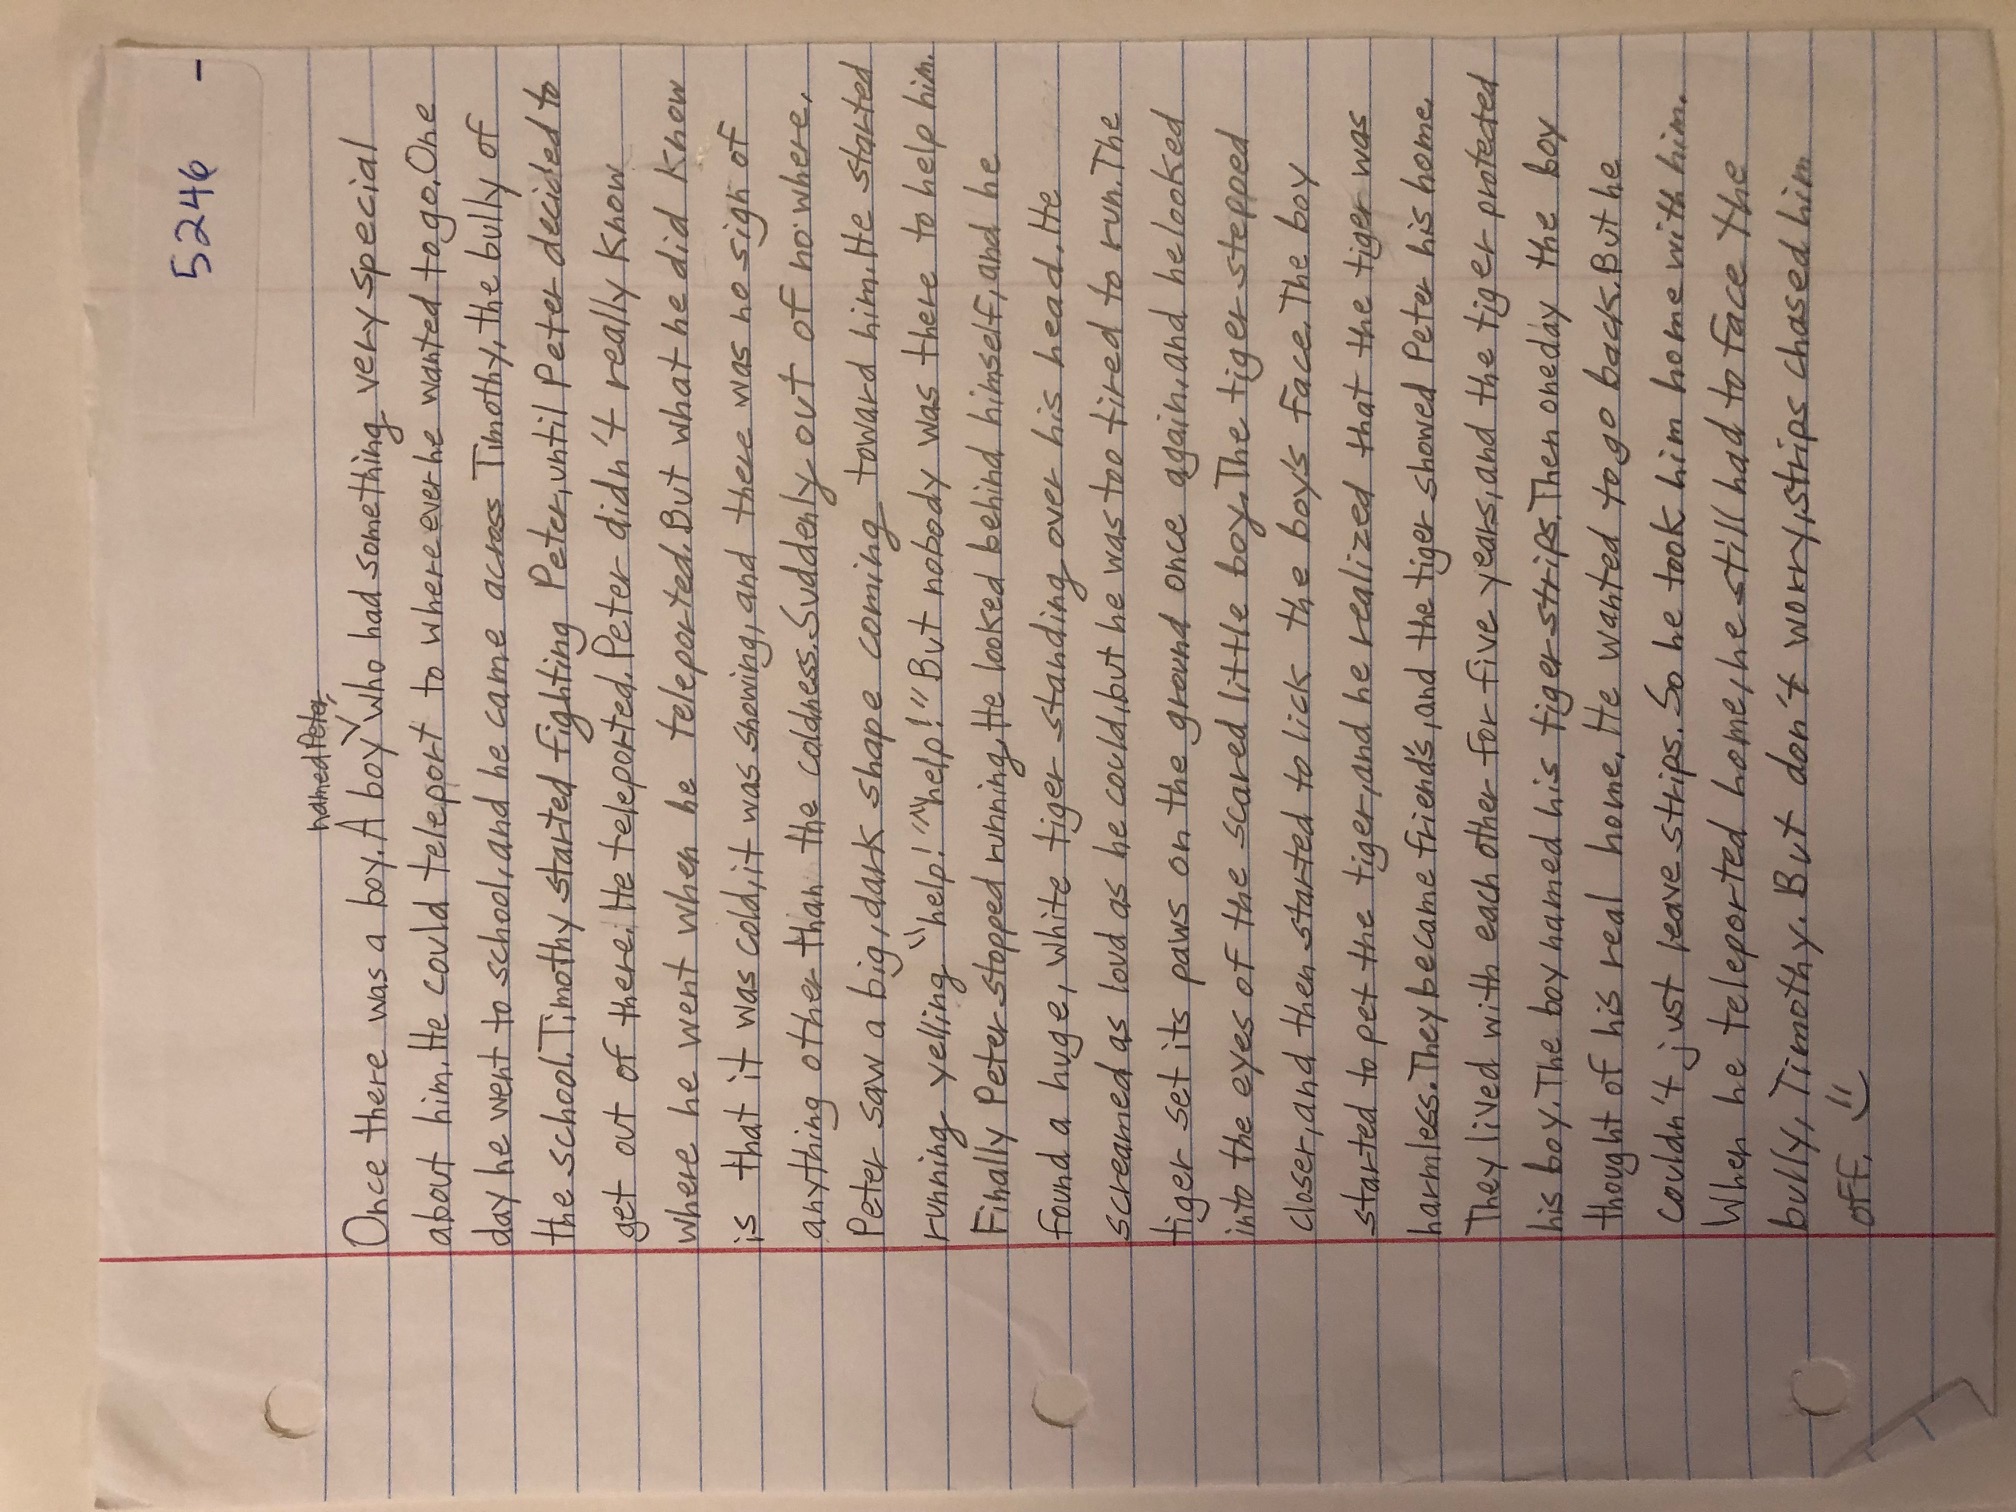 5246 -
named Peter,
Once there was a boy. A boy who had something very special
about him. He could teleport to where ever he wanted to go. One
day he went to school, and he came across Timothy, the bully of
the school. Timothy started fighting Peter, until Peter decided to
get out of there. He teleported. Peter didn't really know
where he went when he teleported. But what he did know
is that it was cold, it was snowing, and there was no sign of
anything other than the coldness. Suddenly out of no where,
Peter saw a big, dark shape coming toward him. He started
running yelling "help!" "help!" But nobody was there to help him.
Finally Peter stopped running. He looked behind himself, and he
found a huge, white tiger standing over his head. He
screamed as loud as he could, but he was too tired to run. The
tiger set its paws on the ground once again, and he looked
into the eyes of the scared little boy. The tiger stepped
closer, and then started to lick the boy's face. The boy
started to pet the tiger, and he realized that the tiger was
harmless. They became friend's, and the tiger showed Peter his home.
They lived with each other for five years, and the tiger protected
his boy. The boy named his tiger strips. Then one day the boy
thought of his real home. He wanted to go back. But he
couldn't just leave strips. So he took him home with him.
When he teleported home, he still had to face the
bully, Timothy. But don't worry, strips chased him
off.